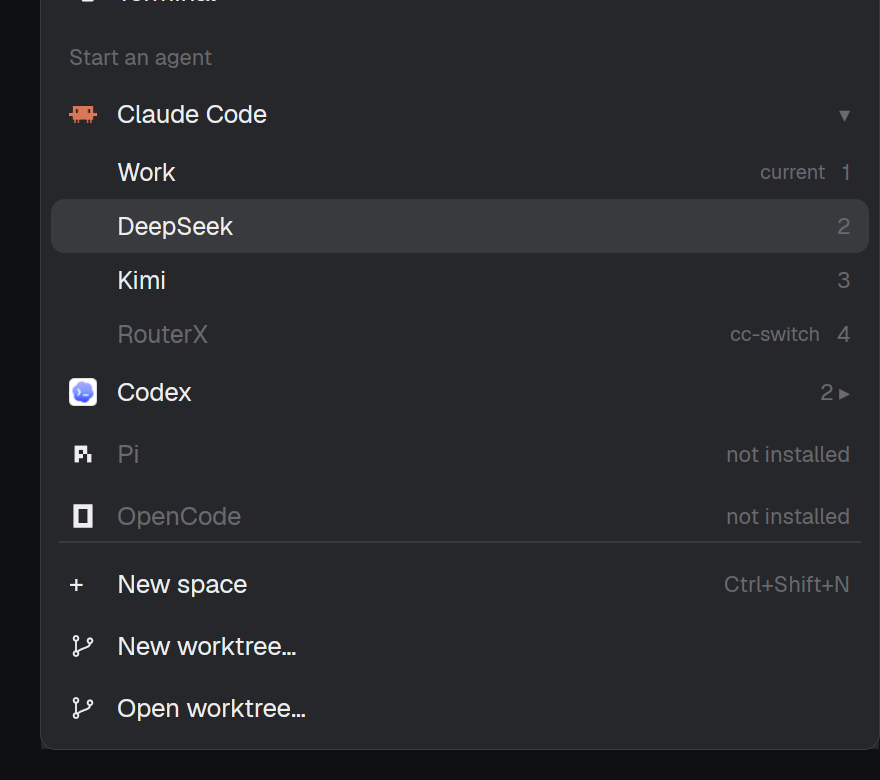 Terminal
Start an agent
Claude Code ▾
Work current 1
DeepSeek 2
Kimi 3
RouterX cc-switch 4
Codex 2 ▸
Pi not installed
OpenCode not installed
+ New space Ctrl+Shift+N
New worktree...
Open worktree...